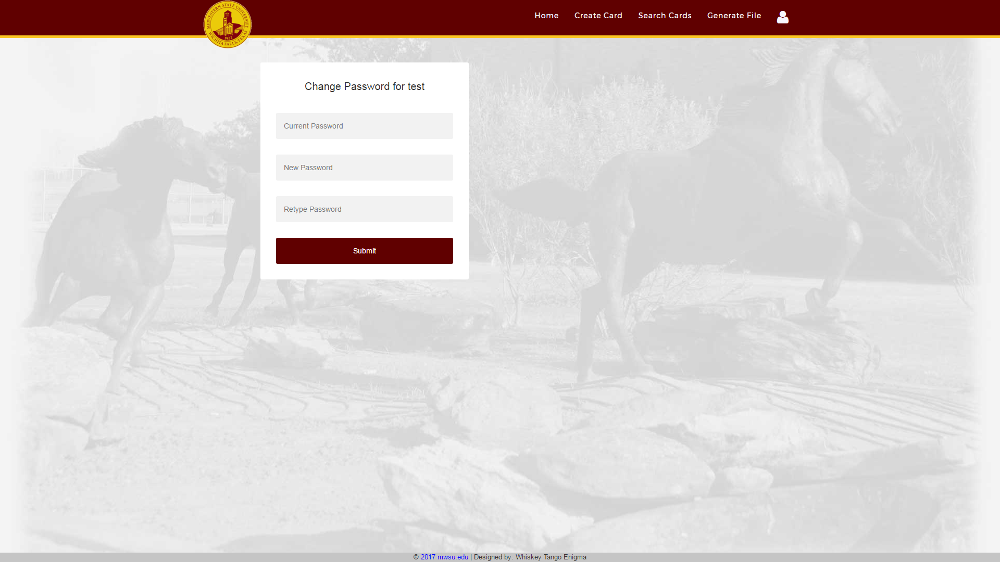 MIDWESTERN STATE UNIVERSITY
WICHITA FALLS, TEXAS
1922
Home
Create Card
Search Cards
Generate File
Change Password for test
Current Password
New Password
Retype Password
Submit
© 2017 mwsu.edu | Designed by: Whiskey Tango Enigma